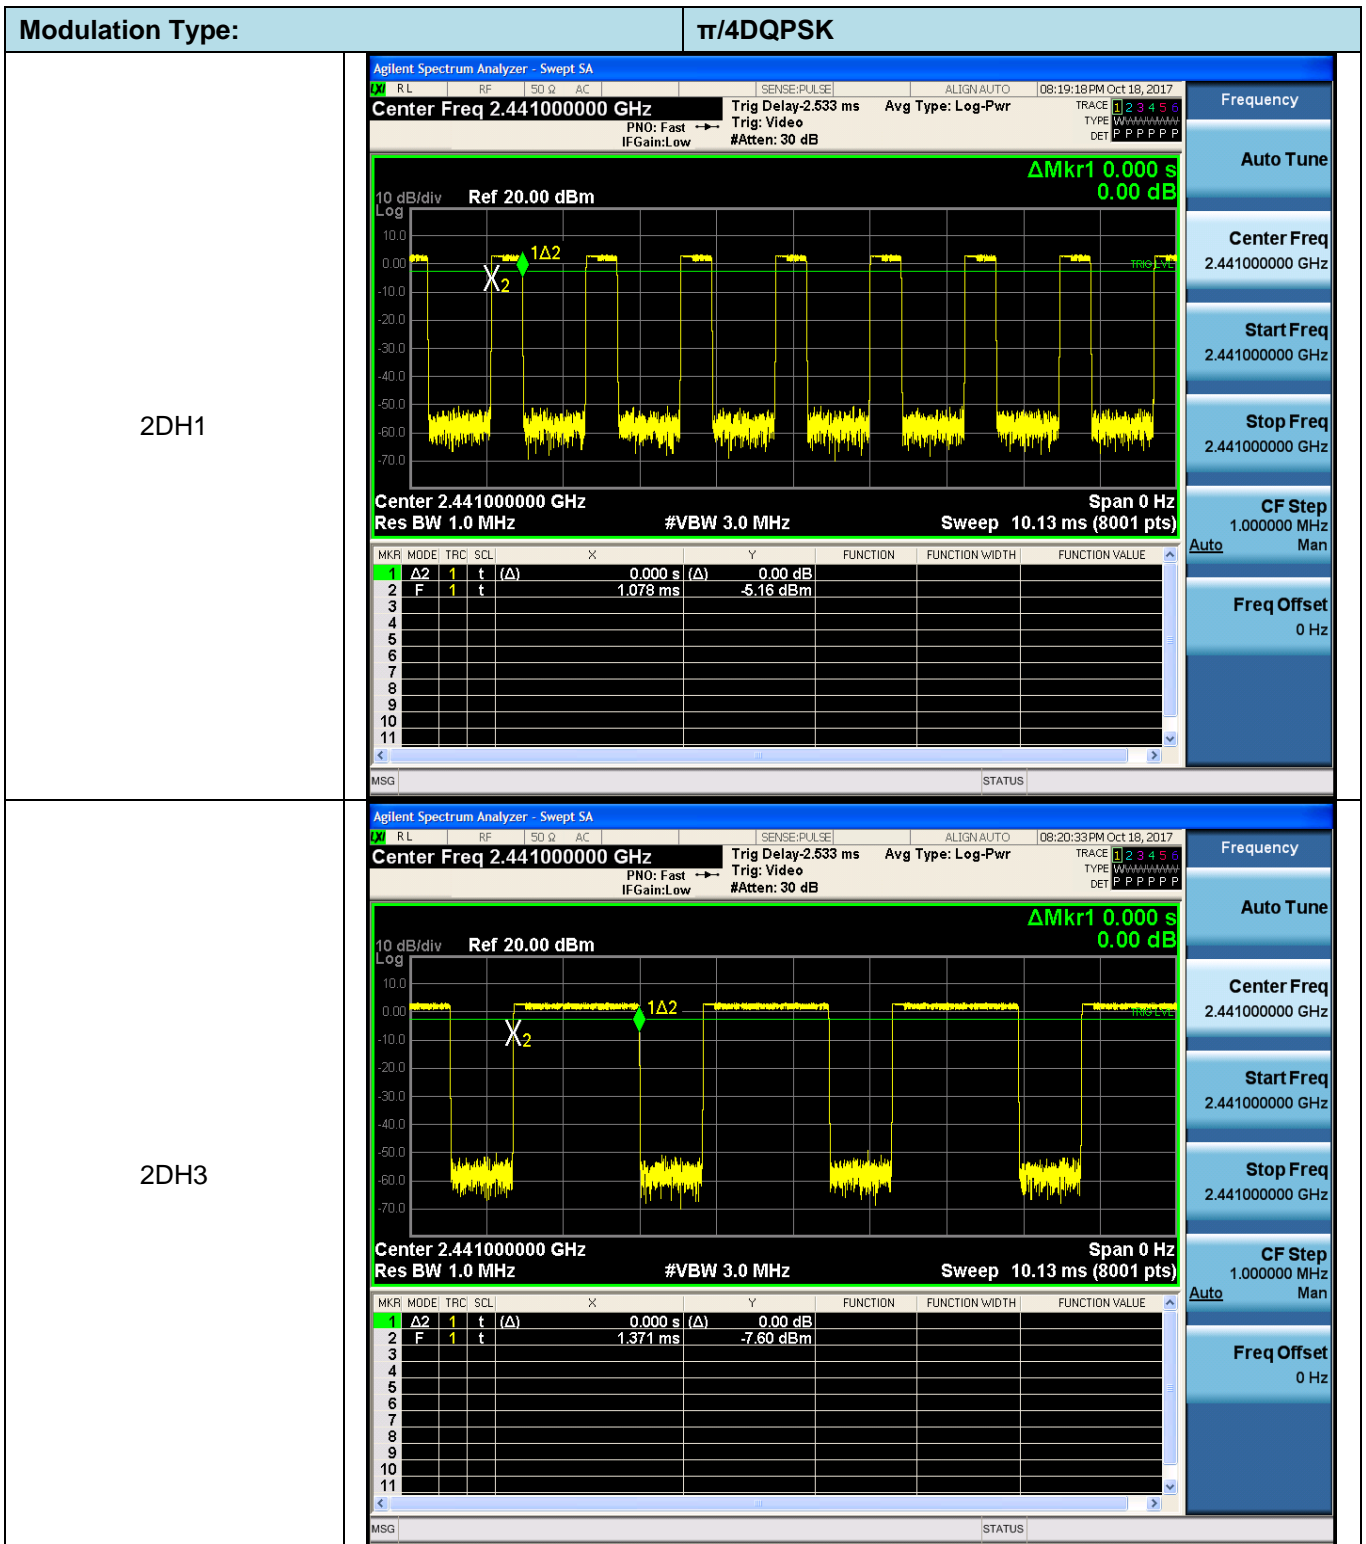 Modulation Type: π/4DQPSK
2DH1
Agilent Spectrum Analyzer - Swept SA
LXI RL RF 50 Ω AC SENSE:PULSE ALIGN AUTO 08:19:18 PM Oct 18, 2017
Center Freq 2.441000000 GHz
PNO: Fast
IFGain:Low
Trig Delay-2.533 ms
Trig: Video
#Atten: 30 dB
Avg Type: Log-Pwr
TRACE 1 2 3 4 5 6
TYPE WWWWWW
DET P P P P P P
ΔMkr1 0.000 s
0.00 dB
10 dB/div Ref 20.00 dBm
Log
10.0
0.00
-10.0
-20.0
-30.0
-40.0
-50.0
-60.0
-70.0
1Δ2
X2
TRIG LVL
Center 2.441000000 GHz Span 0 Hz
Res BW 1.0 MHz #VBW 3.0 MHz Sweep 10.13 ms (8001 pts)
MKR MODE TRC SCL X Y FUNCTION FUNCTION WIDTH FUNCTION VALUE
1 Δ2 1 t (Δ) 0.000 s (Δ) 0.00 dB
2 F 1 t 1.078 ms -5.16 dBm
3
4
5
6
7
8
9
10
11
MSG STATUS
Frequency
Auto Tune
Center Freq
2.441000000 GHz
Start Freq
2.441000000 GHz
Stop Freq
2.441000000 GHz
CF Step
1.000000 MHz
Auto Man
Freq Offset
0 Hz
2DH3
Agilent Spectrum Analyzer - Swept SA
LXI RL RF 50 Ω AC SENSE:PULSE ALIGN AUTO 08:20:33 PM Oct 18, 2017
Center Freq 2.441000000 GHz
PNO: Fast
IFGain:Low
Trig Delay-2.533 ms
Trig: Video
#Atten: 30 dB
Avg Type: Log-Pwr
TRACE 1 2 3 4 5 6
TYPE WWWWWW
DET P P P P P P
ΔMkr1 0.000 s
0.00 dB
10 dB/div Ref 20.00 dBm
Log
10.0
0.00
-10.0
-20.0
-30.0
-40.0
-50.0
-60.0
-70.0
1Δ2
X2
TRIG LVL
Center 2.441000000 GHz Span 0 Hz
Res BW 1.0 MHz #VBW 3.0 MHz Sweep 10.13 ms (8001 pts)
MKR MODE TRC SCL X Y FUNCTION FUNCTION WIDTH FUNCTION VALUE
1 Δ2 1 t (Δ) 0.000 s (Δ) 0.00 dB
2 F 1 t 1.371 ms -7.60 dBm
3
4
5
6
7
8
9
10
11
MSG STATUS
Frequency
Auto Tune
Center Freq
2.441000000 GHz
Start Freq
2.441000000 GHz
Stop Freq
2.441000000 GHz
CF Step
1.000000 MHz
Auto Man
Freq Offset
0 Hz